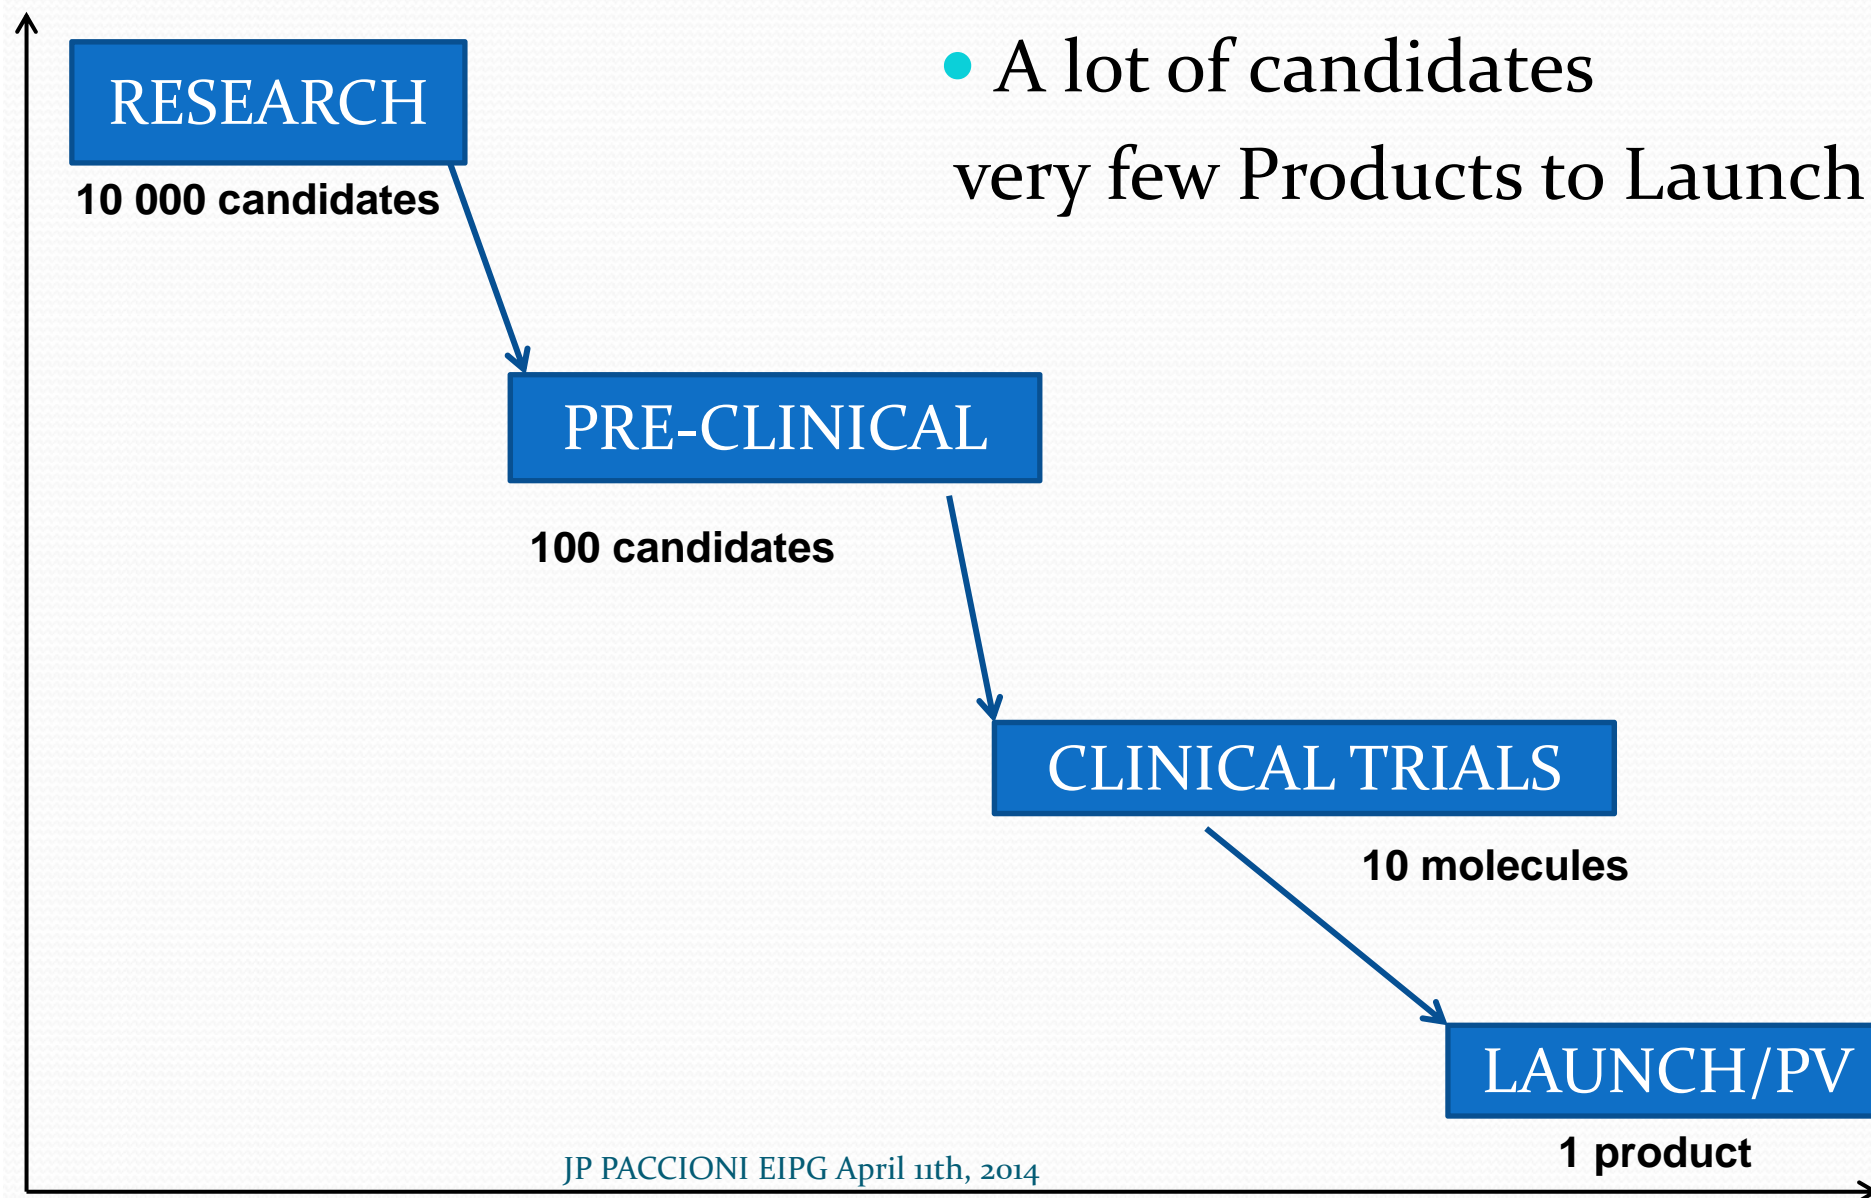 RESEARCH
10 000 candidates
• A lot of candidates
very few Products to Launch
PRE-CLINICAL
100 candidates
CLINICAL TRIALS
10 molecules
LAUNCH/PV
1 product
JP PACCIONI EIPG April 11th, 2014